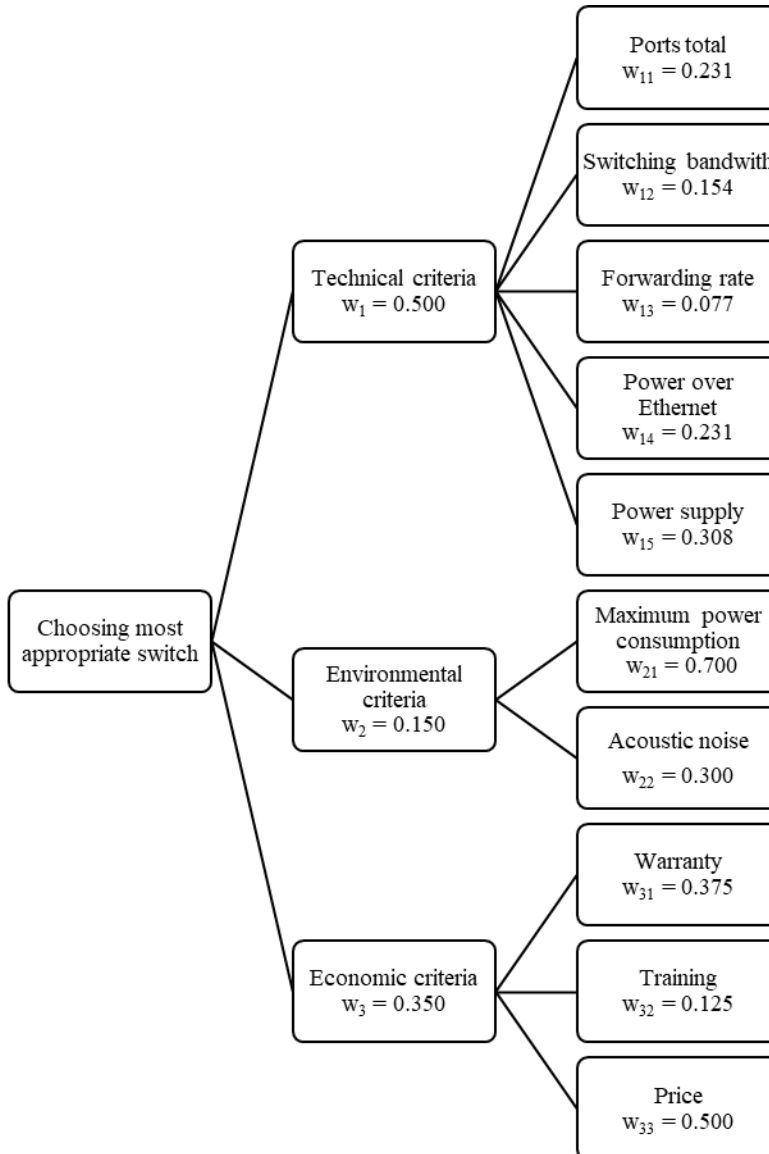 Ports total
w₁₁ = 0.231
Switching bandwith
w₁₂ = 0.154
Technical criteria
w₁ = 0.500
Forwarding rate
w₁₃ = 0.077
Power over
Ethernet
w₁₄ = 0.231
Power supply
w₁₅ = 0.308
Choosing most
appropriate switch
Environmental
criteria
w₂ = 0.150
Maximum power
consumption
w₂₁ = 0.700
Acoustic noise
w₂₂ = 0.300
Warranty
w₃₁ = 0.375
Economic criteria
w₃ = 0.350
Training
w₃₂ = 0.125
Price
w₃₃ = 0.500